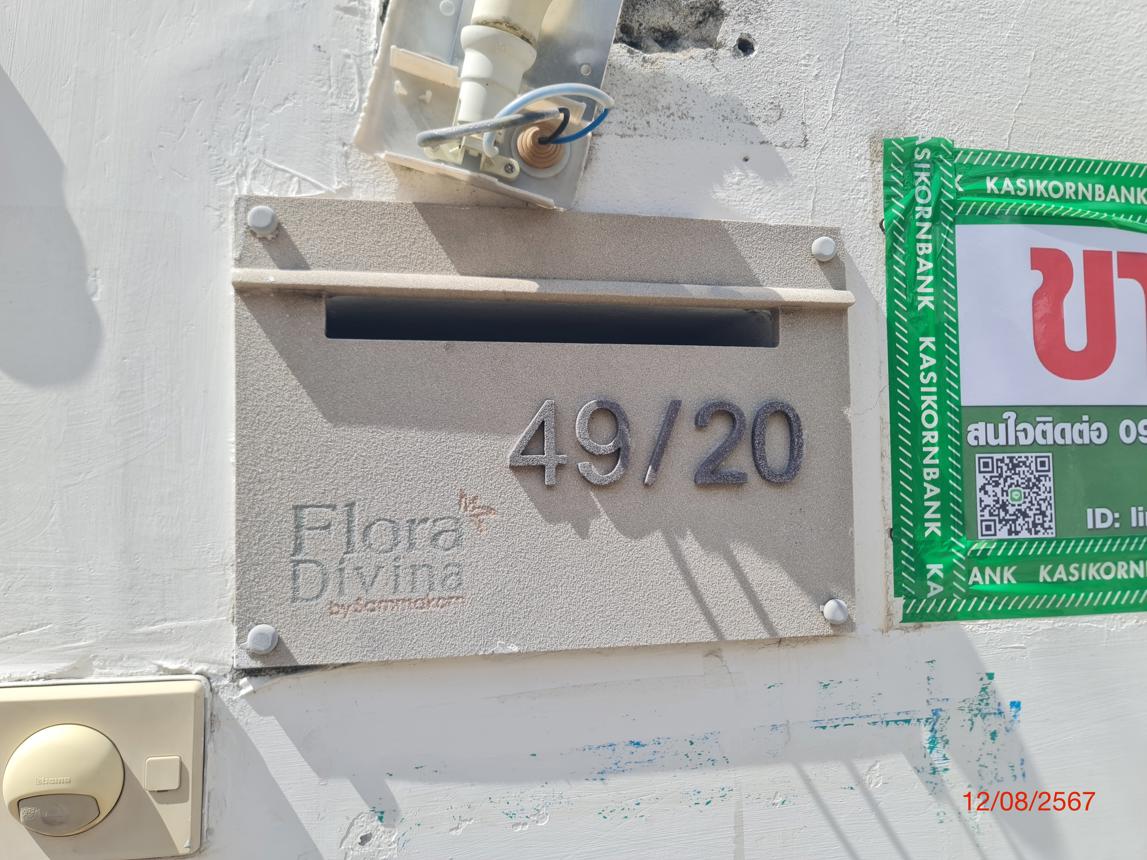 KASIKORNBANK
KASIKORNBANK
ขา
สนใจติดต่อ 09
ID: li
ANK KASIKORN
SIKORNBANK KASIKORNBANK KA
49/20
Flora
Divina
bySammakorn
12/08/2567